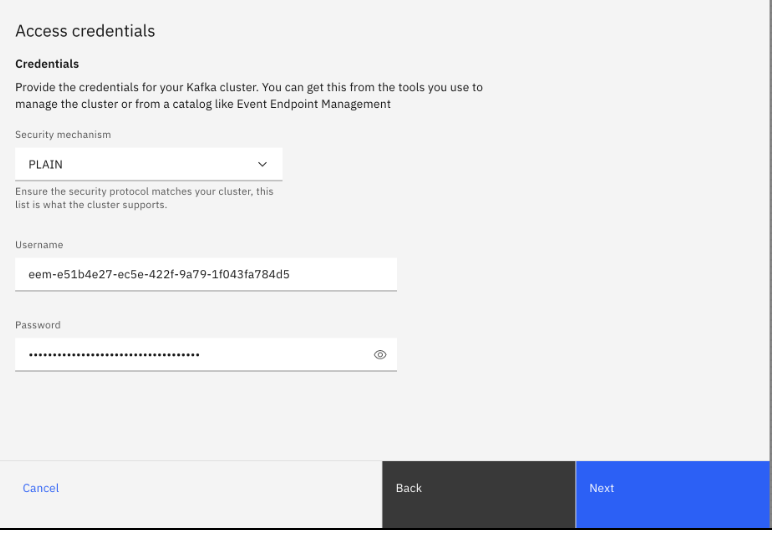 Access credentials
Credentials
Provide the credentials for your Kafka cluster. You can get this from the tools you use to
manage the cluster or from a catalog like Event Endpoint Management
Security mechanism
PLAIN
Ensure the security protocol matches your cluster, this
list is what the cluster supports.
Username
eem-e51b4e27-ec5e-422f-9a79-1f043fa784d5
Password
••••••••••••••••••••••••••••••••••••
Cancel
Back
Next